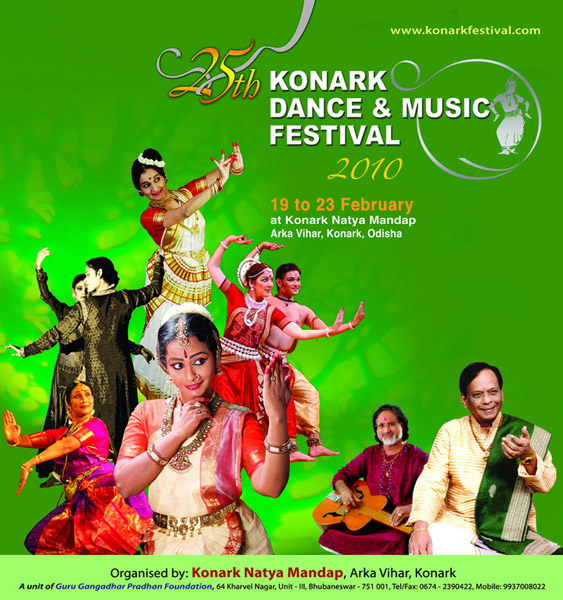 www.konarkfestival.com
25th KONARK
DANCE & MUSIC
FESTIVAL
2010
19 to 23 February
at Konark Natya Mandap
Arka Vihar, Konark, Odisha
Organised by: Konark Natya Mandap, Arka Vihar, Konark
A unit of Guru Gangadhar Pradhan Foundation, 64 Kharvel Nagar, Unit - III, Bhubaneswar - 751 001, Tel/Fax: 0674 - 2390422, Mobile: 9937008022